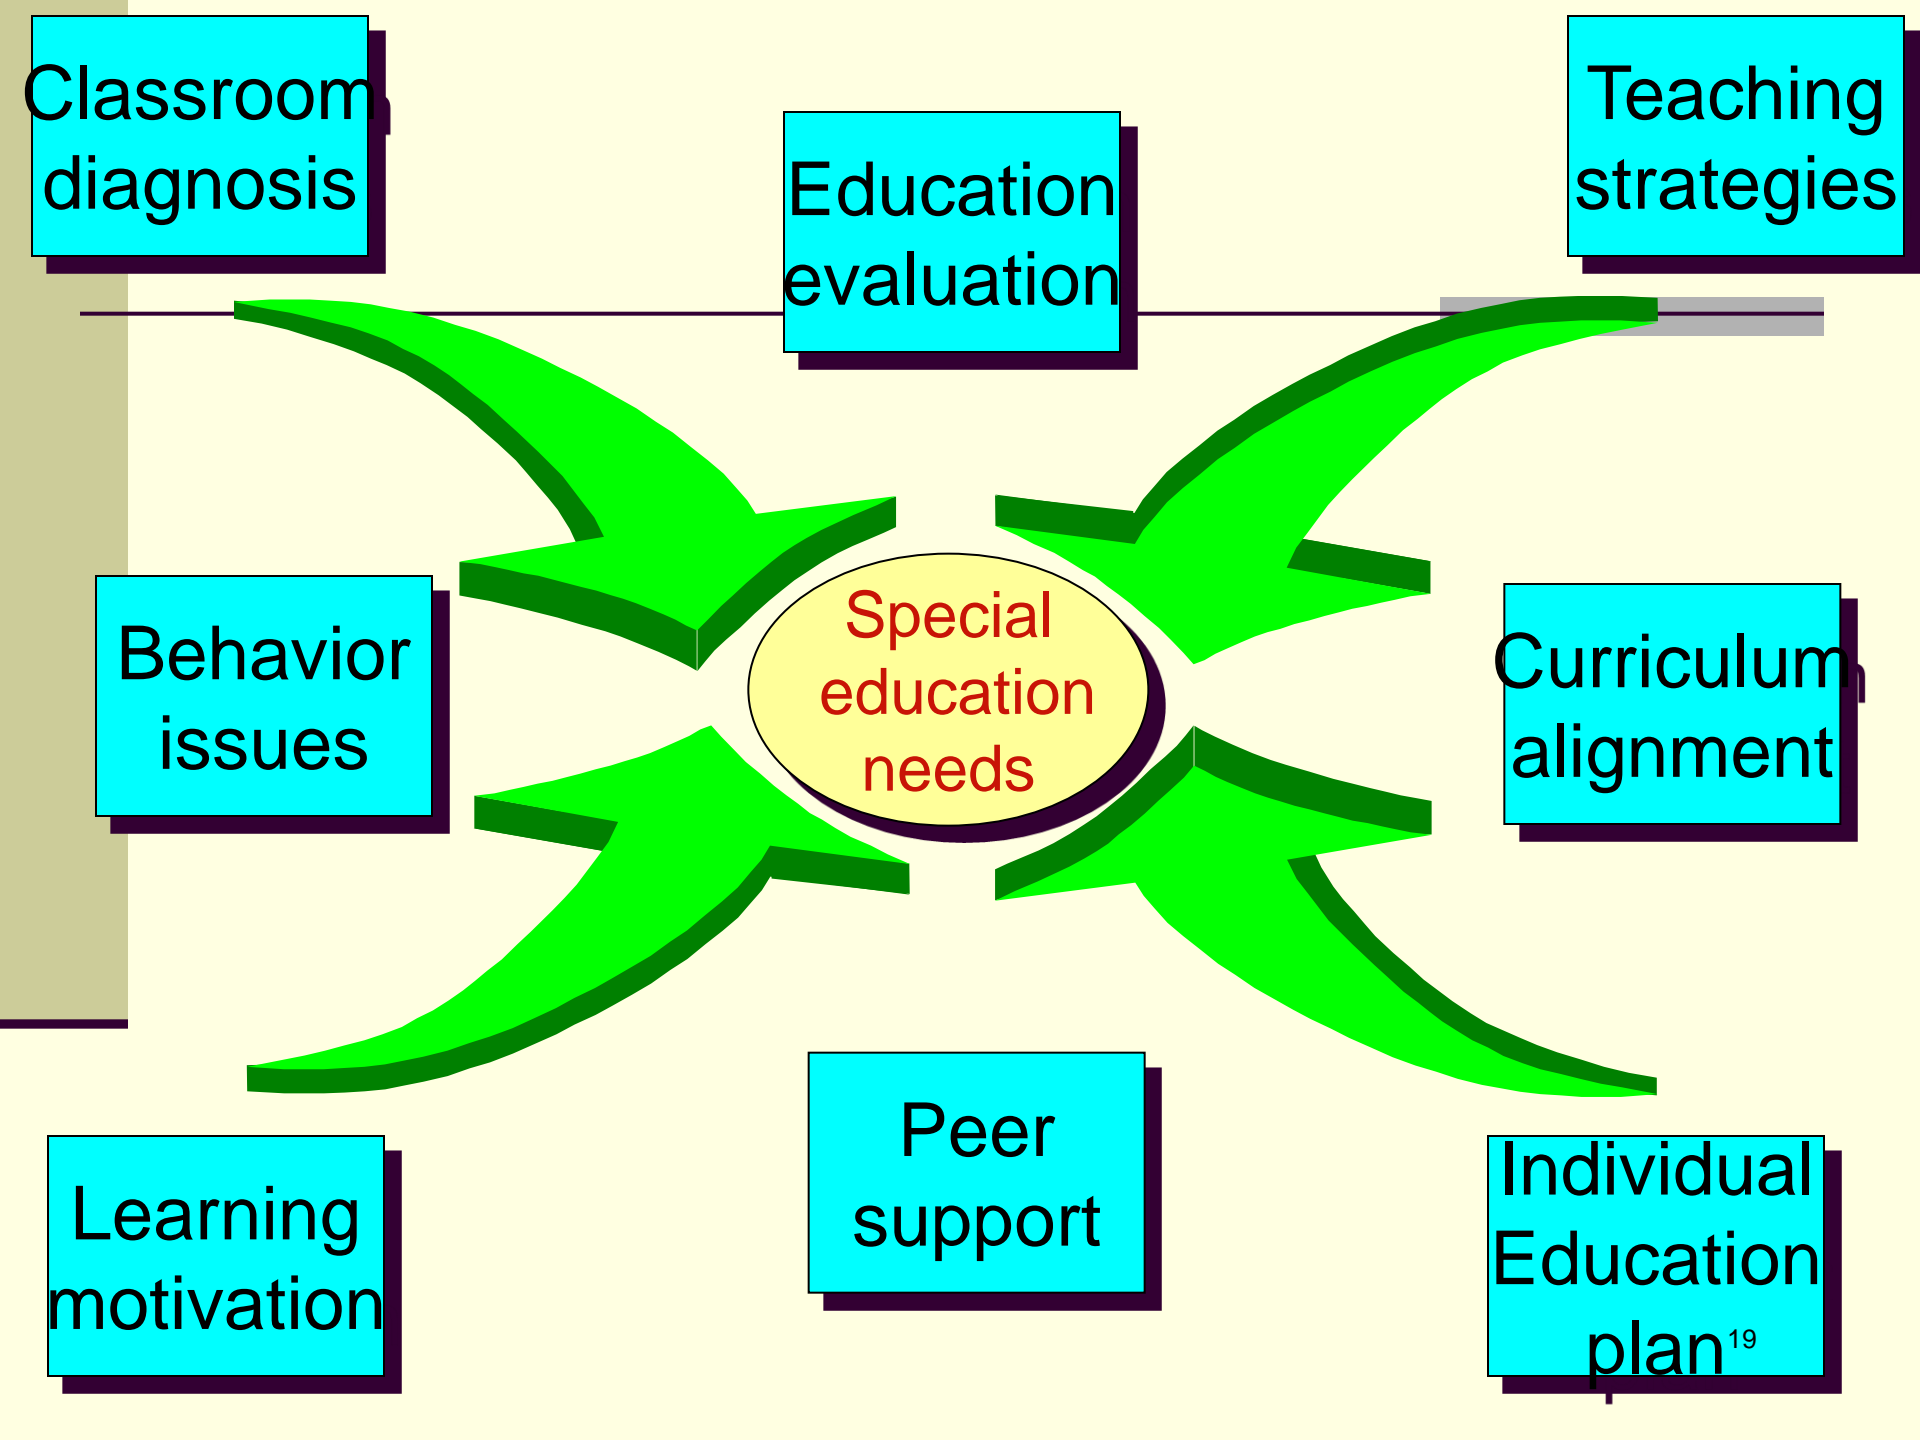 Classroom
diagnosis
Teaching
strategies
Education
evaluation
Behavior
issues
Special
education
needs
Curriculum
alignment
Learning
motivation
Peer
support
Individual
Education
plan
19